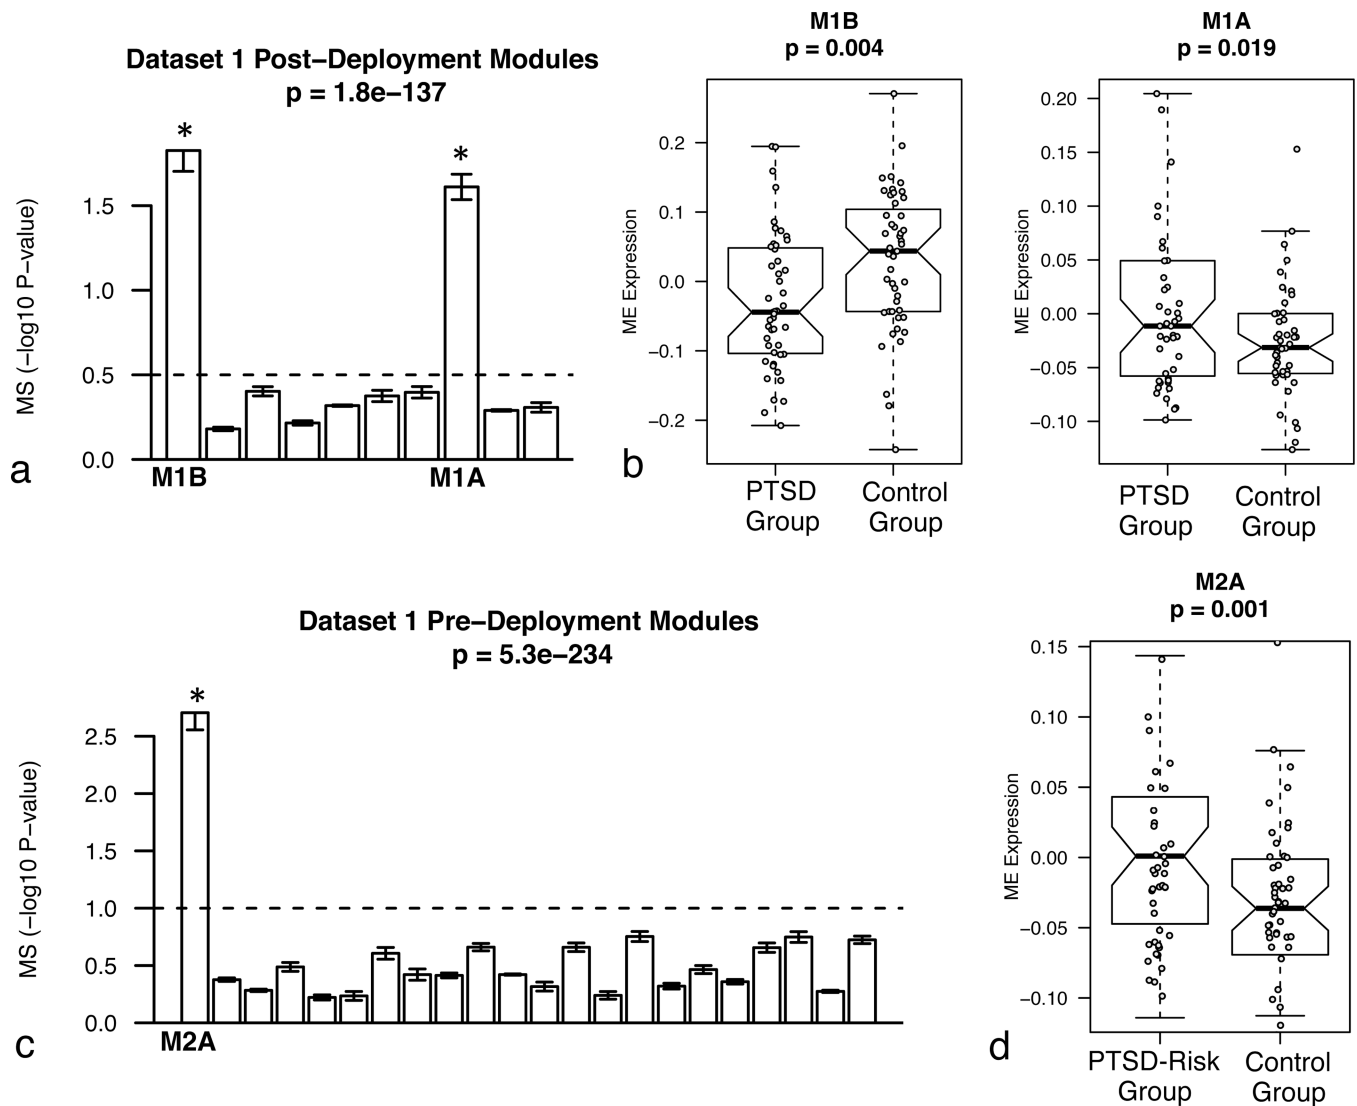 Dataset 1 Post–Deployment Modules
p = 1.8e–137
MS (−log10 P−value)
1.5
1.0
0.5
0.0
*
*
M1B
M1A
a
M1B
p = 0.004
ME Expression
0.2
0.1
0.0
−0.1
−0.2
PTSD
Group
Control
Group
b
M1A
p = 0.019
ME Expression
0.20
0.15
0.10
0.05
0.00
−0.05
−0.10
PTSD
Group
Control
Group
Dataset 1 Pre–Deployment Modules
p = 5.3e–234
MS (−log10 P−value)
2.5
2.0
1.5
1.0
0.5
0.0
*
M2A
c
M2A
p = 0.001
ME Expression
0.15
0.10
0.05
0.00
−0.05
−0.10
PTSD-Risk
Group
Control
Group
d